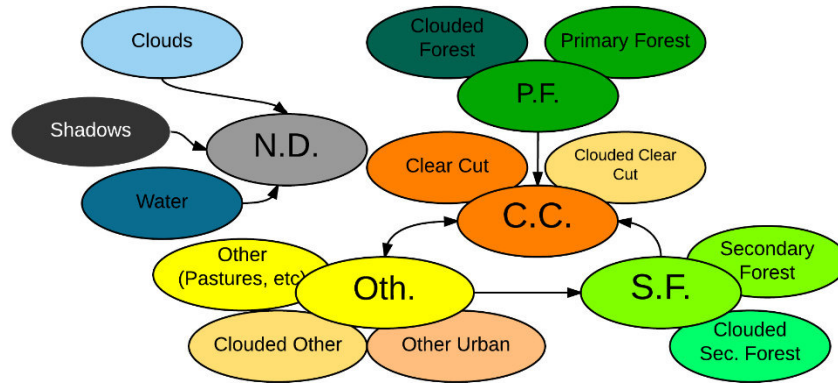 Clouds
Clouded
Forest
Primary Forest
P.F.
Shadows
N.D.
Clear Cut
Clouded Clear
Cut
Water
C.C.
Other
(Pastures, etc)
Secondary
Forest
Oth.
S.F.
Clouded Other
Other Urban
Clouded
Sec. Forest